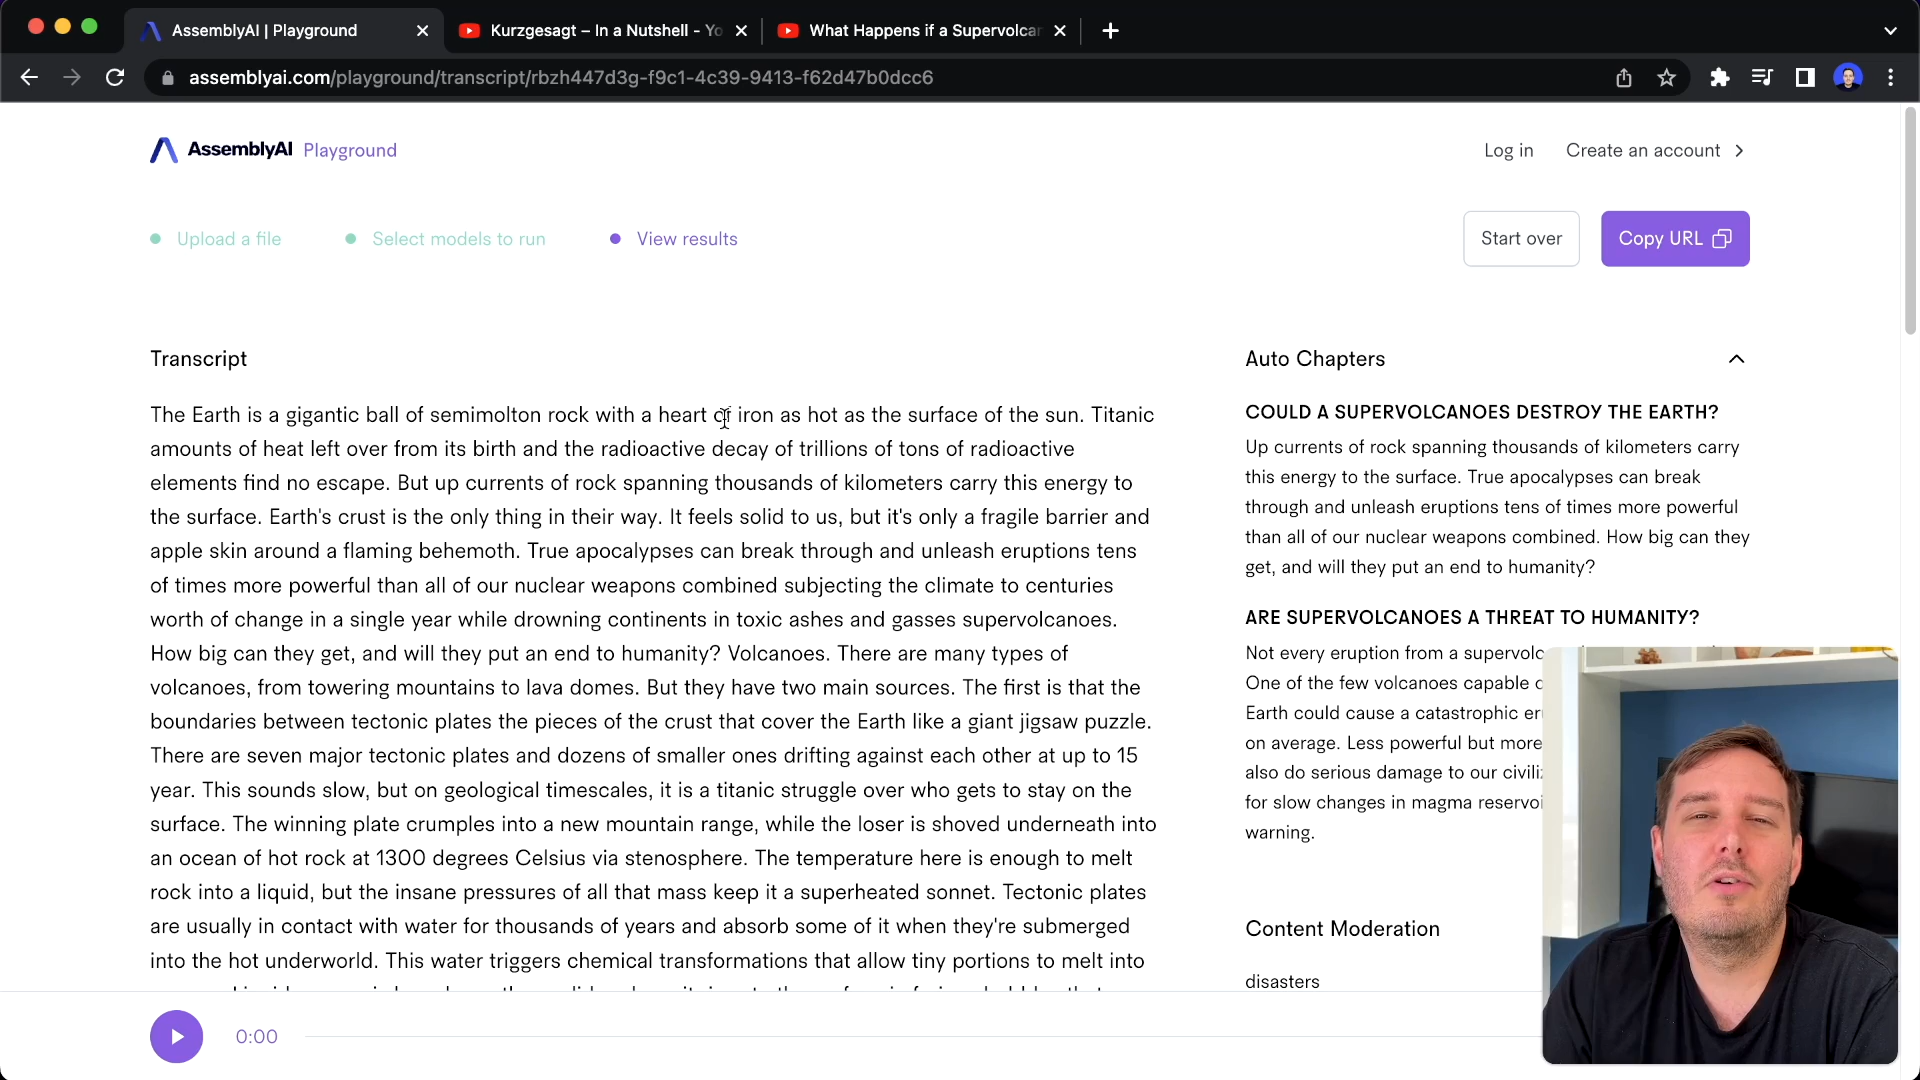 AssemblyAI | Playground
Kurzgesagt – In a Nutshell - Yo
What Happens if a Supervolcan
assemblyai.com/playground/transcript/rbzh447d3g-f9c1-4c39-9413-f62d47b0dcc6
AssemblyAI Playground
Log in
Create an account
Upload a file
Select models to run
View results
Start over
Copy URL
Transcript
The Earth is a gigantic ball of semimolton rock with a heart of iron as hot as the surface of the sun. Titanic
amounts of heat left over from its birth and the radioactive decay of trillions of tons of radioactive
elements find no escape. But up currents of rock spanning thousands of kilometers carry this energy to
the surface. Earth's crust is the only thing in their way. It feels solid to us, but it's only a fragile barrier and
apple skin around a flaming behemoth. True apocalypses can break through and unleash eruptions tens
of times more powerful than all of our nuclear weapons combined subjecting the climate to centuries
worth of change in a single year while drowning continents in toxic ashes and gasses supervolcanoes.
How big can they get, and will they put an end to humanity? Volcanoes. There are many types of
volcanoes, from towering mountains to lava domes. But they have two main sources. The first is that the
boundaries between tectonic plates the pieces of the crust that cover the Earth like a giant jigsaw puzzle.
There are seven major tectonic plates and dozens of smaller ones drifting against each other at up to 15
year. This sounds slow, but on geological timescales, it is a titanic struggle over who gets to stay on the
surface. The winning plate crumples into a new mountain range, while the loser is shoved underneath into
an ocean of hot rock at 1300 degrees Celsius via stenosphere. The temperature here is enough to melt
rock into a liquid, but the insane pressures of all that mass keep it a superheated sonnet. Tectonic plates
are usually in contact with water for thousands of years and absorb some of it when they're submerged
into the hot underworld. This water triggers chemical transformations that allow tiny portions to melt into
Auto Chapters
COULD A SUPERVOLCANOES DESTROY THE EARTH?
Up currents of rock spanning thousands of kilometers carry
this energy to the surface. True apocalypses can break
through and unleash eruptions tens of times more powerful
than all of our nuclear weapons combined. How big can they
get, and will they put an end to humanity?
ARE SUPERVOLCANOES A THREAT TO HUMANITY?
Not every eruption from a supervolc
One of the few volcanoes capable
Earth could cause a catastrophic er
on average. Less powerful but more
also do serious damage to our civili
for slow changes in magma reservoi
warning.
Content Moderation
disasters
0:00